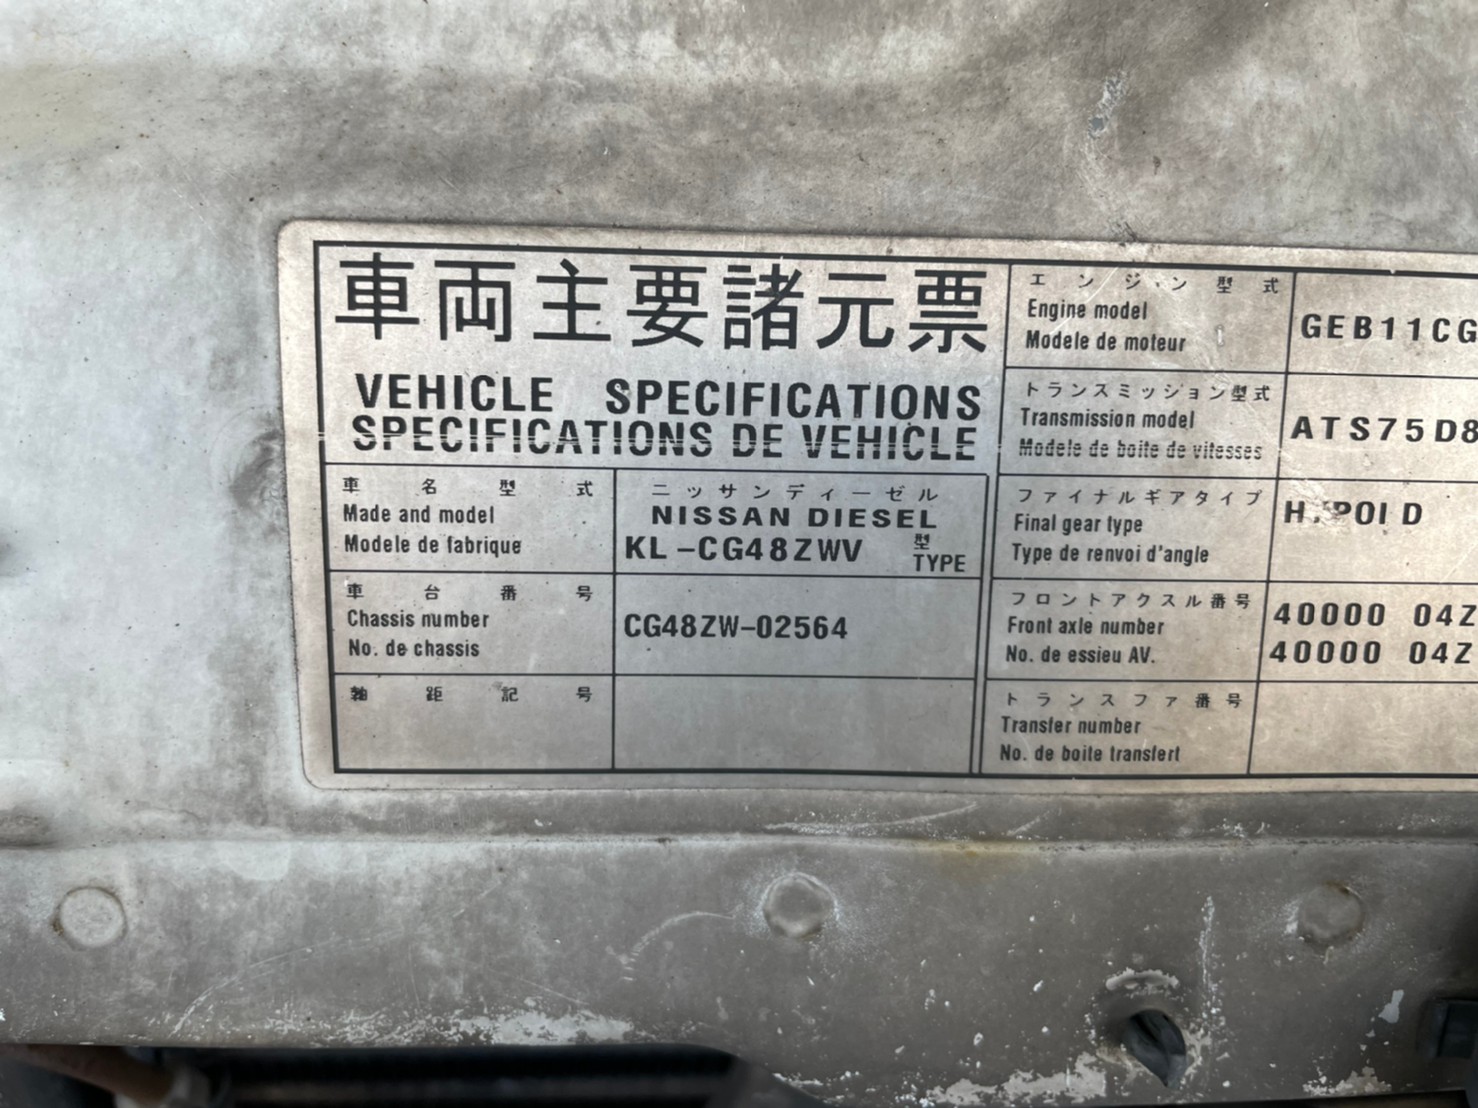 車両主要諸元票
VEHICLE SPECIFICATIONS
SPECIFICATIONS DE VEHICLE
車名型式
Made and model
Modele de fabrique
ニッサンディーゼル
NISSAN DIESEL
KL-CG48ZWV 型
TYPE
車台番号
Chassis number
No. de chassis
CG48ZW-02564
軸距記号
エンジン型式
Engine model
Modele de moteur
GEB11CG
トランスミッション型式
Transmission model
Modele de boite de vitesses
ATS75D8
ファイナルギアタイプ
Final gear type
Type de renvoi d'angle
HYPOID
フロントアクスル番号
Front axle number
No. de essieu AV.
40000 04Z
40000 04Z
トランスファ番号
Transfer number
No. de boite transfert